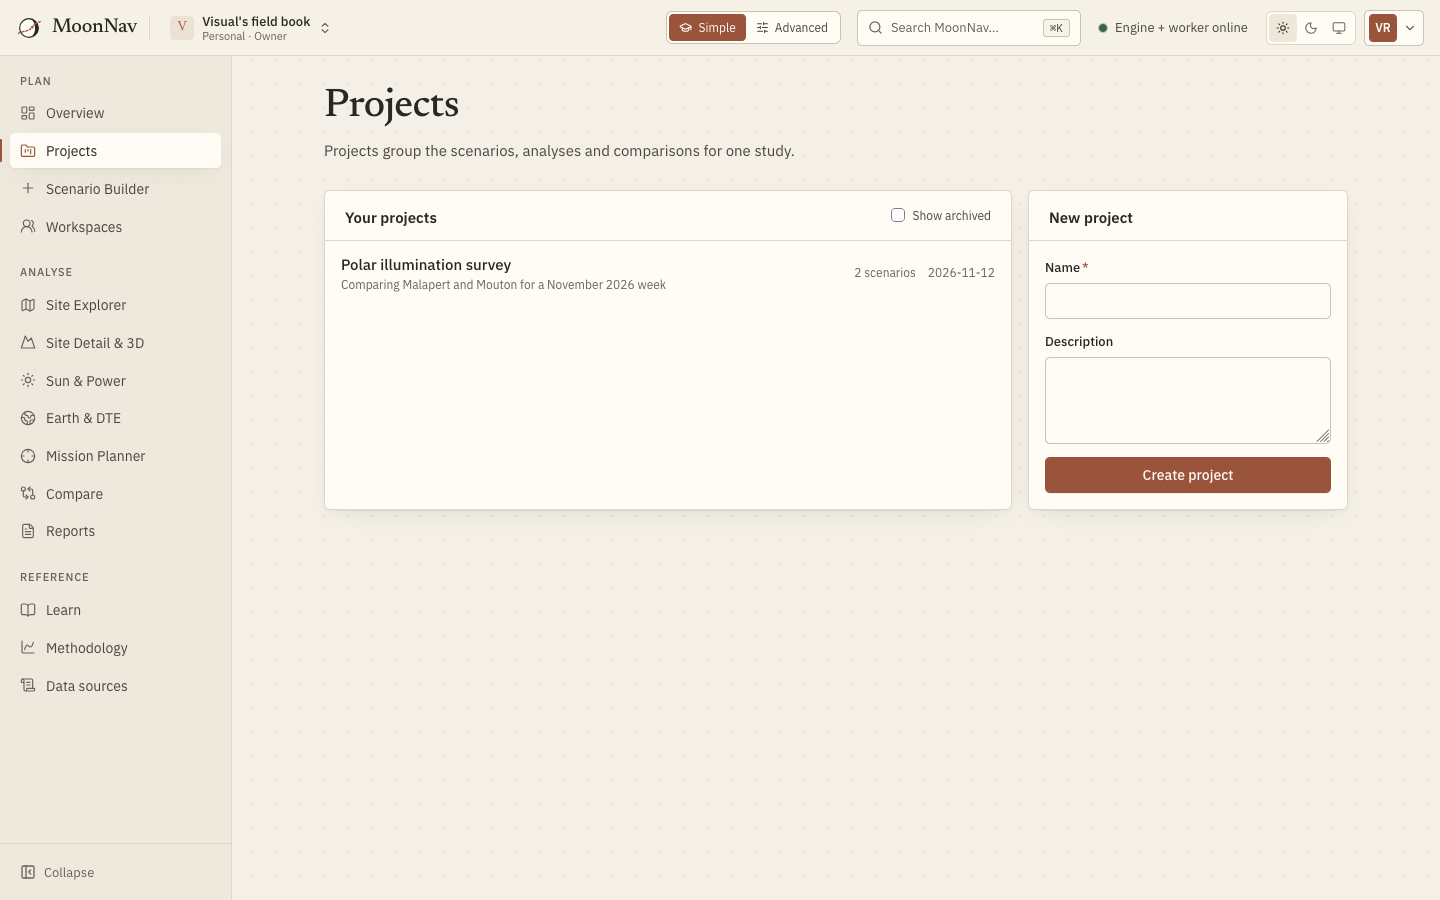 MoonNav
V
Visual's field book
Personal · Owner
Simple
Advanced
Search MoonNav...
⌘K
Engine + worker online
VR
PLAN
Overview
Projects
Scenario Builder
Workspaces
ANALYSE
Site Explorer
Site Detail & 3D
Sun & Power
Earth & DTE
Mission Planner
Compare
Reports
REFERENCE
Learn
Methodology
Data sources
Collapse
Projects
Projects group the scenarios, analyses and comparisons for one study.
Your projects
Show archived
Polar illumination survey
Comparing Malapert and Mouton for a November 2026 week
2 scenarios 2026-11-12
New project
Name*
Description
Create project